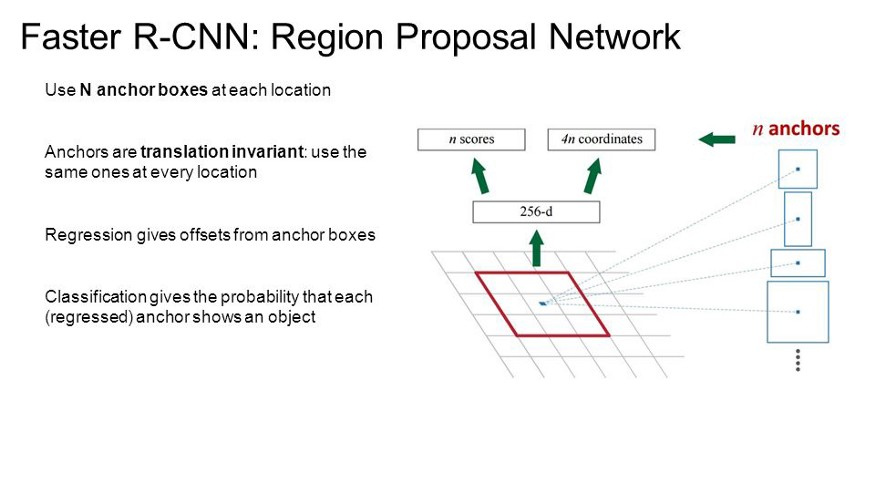 Faster R-CNN: Region Proposal Network
Use N anchor boxes at each location
Anchors are translation invariant: use the
same ones at every location
Regression gives offsets from anchor boxes
Classification gives the probability that each
(regressed) anchor shows an object
n anchors
n scores
4n coordinates
256-d